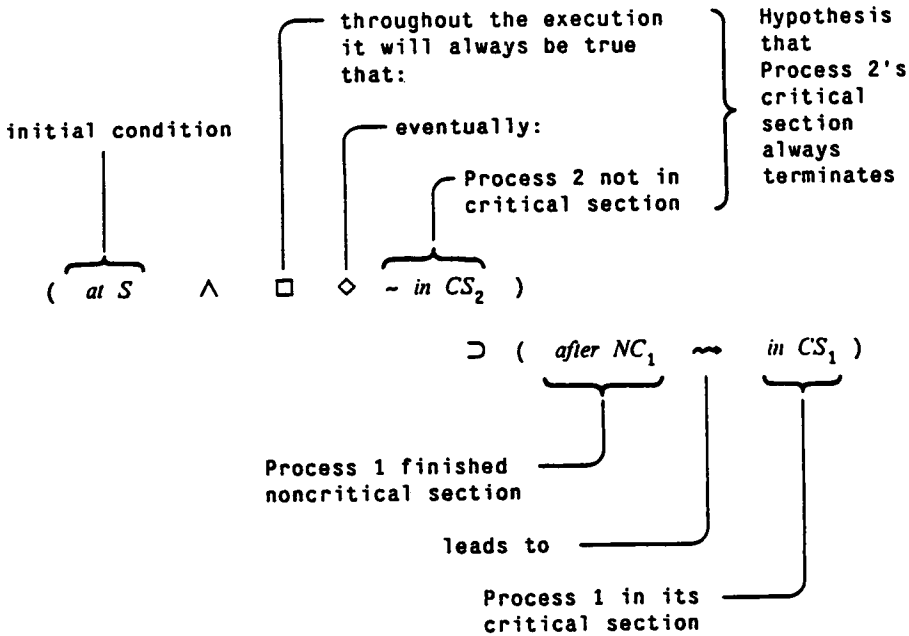 throughout the execution
it will always be true
that:
Hypothesis
that
Process 2's
critical
section
always
terminates
initial condition
eventually:
Process 2 not in
critical section
( at S ∧ □ ◇ ~ in CS₂ )
⊃ ( after NC₁ ⇝ in CS₁ )
Process 1 finished
noncritical section
leads to
Process 1 in its
critical section